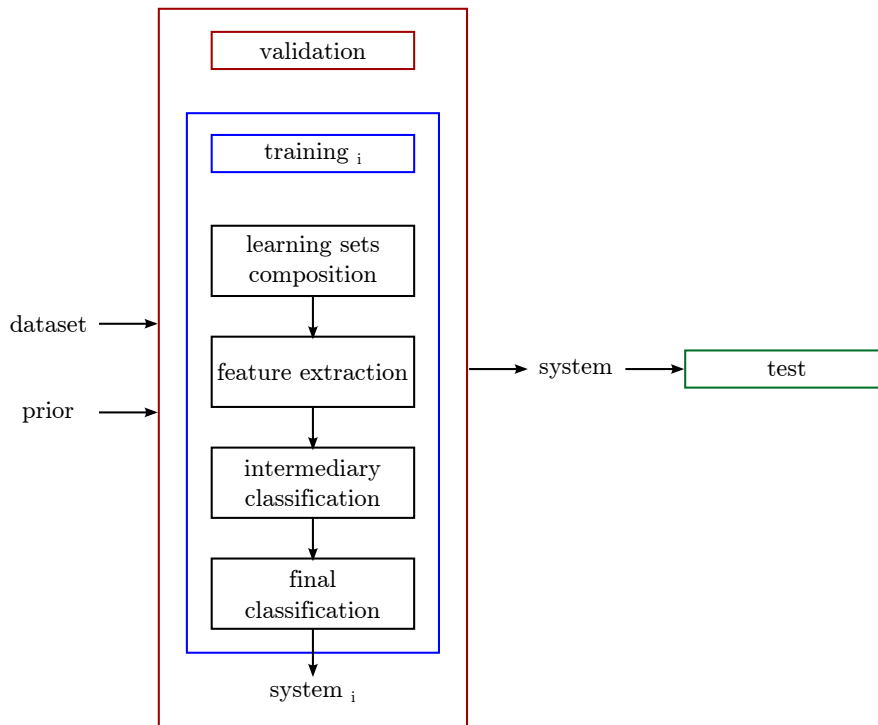 validation
training i
learning sets
composition
dataset
feature extraction
system
test
prior
intermediary
classification
final
classification
system i